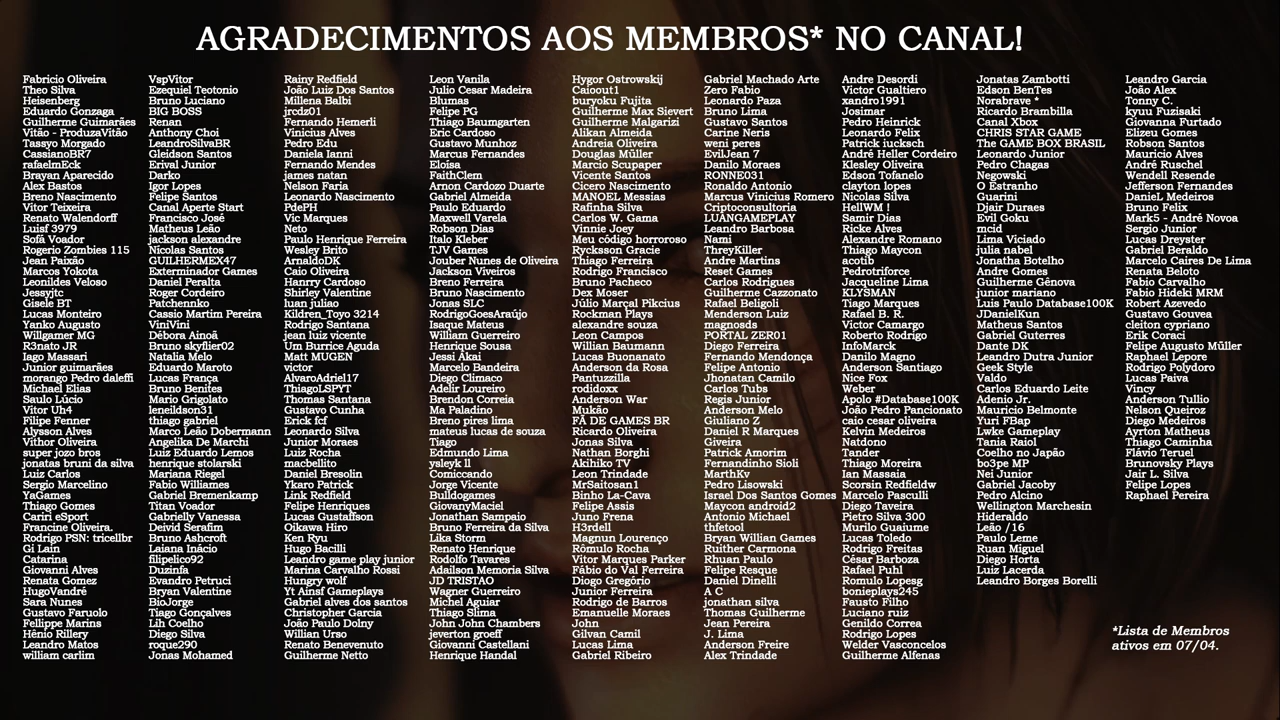 AGRADECIMENTOS AOS MEMBROS* NO CANAL!
Fabricio Oliveira
Theo Silva
Heisenberg
Eduardo Gonzaga
Guilherme Guimarães
Vitão - ProduzaVitão
Tassyo Morgado
CassianoBR7
rafaelmEck
Brayan Aparecido
Alex Bastos
Breno Nascimento
Vitor Teixeira
Renato Walendorff
Luisf 3979
Sofá Voador
Rogerio Zombies 115
Jean Paixão
Marcos Yokota
Leonildes Veloso
Jessyjtc
Gisele BT
Lucas Monteiro
Yanko Augusto
Willgamer MG
R3nato JR
Iago Massari
Junior guimarães
morango Pedro daleffi
Michael Elias
Saulo Lúcio
Vitor Uh4
Filipe Fenner
Alysson Alves
Vithor Oliveira
super jozo bros
jonatas bruni da silva
Luiz Carlos
Sergio Marcelino
YaGames
Thiago Gomes
Cariri eSport
Francine Oliveira.
Rodrigo PSN: tricellbr
Gi Lain
Catarina
Giovanni Alves
Renata Gomez
HugoVandré
Sara Nunes
Gustavo Faruolo
Fellippe Marins
Hênio Rillery
Leandro Matos
william carlim
VspVitor
Ezequiel Teotonio
Bruno Luciano
BIG BOSS
Renan
Anthony Choi
LeandroSilvaBR
Gleidson Santos
Erival Junior
Darko
Igor Lopes
Felipe Santos
Canal Aperte Start
Francisco José
Matheus Leão
jackson alexandre
Nicolas Santos
GUILHERMEX47
Exterminador Games
Daniel Peralta
Roger Cordeiro
Patchenko
Cassio Martim Pereira
ViniVini
Débora Ainoã
Bruno skyfier02
Natalia Melo
Eduardo Maroto
Lucas França
Bruno Benites
Mario Grigolato
leneildson31
thiago gabriel
Marco Leão Dobermann
Angelika De Marchi
Luiz Eduardo Lemos
henrique stolarski
Mariana Riegel
Fabio Williames
Gabriel Bremenkamp
Titan Voador
Gabrielly Vanessa
Deivid Serafim
Bruno Ashcroft
Laiana Inácio
filipelico92
Duzinfa
Evandro Petruci
Bryan Valentine
BioJorge
Tiago Gonçalves
Lih Coelho
Diego Silva
roque290
Jonas Mohamed
Rainy Redfield
João Luiz Dos Santos
Millena Balbi
jrodz01
Fernando Hemerli
Vinicius Alves
Pedro Edu
Daniela Ianni
Fernando Mendes
james natan
Nelson Faria
Leonardo Nascimento
PdePH
Vic Marques
Neto
Paulo Henrique Ferreira
Wesley Brito
ArnaldoDK
Caio Oliveira
Hanrry Cardoso
Shirley Valentine
luan juliao
Kildren_Toyo 3214
Rodrigo Santana
jean luiz vicente
Um Burrice Aguda
Matt MUGEN
victor
AlvaroAdriel17
ThiagoLSPYT
Thomas Santana
Gustavo Cunha
Erick fcf
Leonardo Silva
Junior Moraes
Luiz Rocha
macbellito
Daniel Bresolin
Ykaro Patrick
Link Redfield
Felipe Henriques
Lucas Gustaffson
Oikawa Hiro
Ken Ryu
Hugo Bacilli
Leandro game play junior
Marina Carvalho Rossi
Hungry wolf
Yt Ainsf Gameplays
Gabriel alves dos santos
Christopher Garcia
João Paulo Dolny
Willian Urso
Renato Benevenuto
Guilherme Netto
Leon Vanila
Julio Cesar Madeira
Blumas
Felipe PG
Thiago Baumgarten
Eric Cardoso
Gustavo Munhoz
Marcus Fernandes
Eloisa
FaithClem
Arnon Cardozo Duarte
Gabriel Almeida
Paulo Eduardo
Maxwell Varela
Robson Dias
Italo Kleber
TJV Games
Jouber Nunes de Oliveira
Jackson Viveiros
Breno Ferreira
Bruno Nascimento
Jonas SLC
RodrigoGoesAraújo
Isaque Mateus
William Guerreiro
Henrique Sousa
Jessi Akai
Marcelo Bandeira
Diego Climaco
Adelir Loureiro
Brendon Correia
Ma Paladino
Breno pires lima
mateus lucas de souza
Tiago
Edmundo Lima
ysleyk ll
Comiccando
Jorge Vicente
Bulldogames
GiovanyMaciel
Jonathan Sampaio
Bruno Ferreira da Silva
Lika Storm
Renato Henrique
Rodolfo Tavares
Adailson Memoria Silva
JD TRISTAO
Wagner Guerreiro
Michel Aguiar
Thiago Slima
John John Chambers
jeverton groeff
Giovanni Castellani
Henrique Handal
Hygor Ostrowskij
Caioout1
buryoku Fujita
Guilherme Max Sievert
Guilherme Malgarizi
Alikan Almeida
Andreia Oliveira
Douglas Müller
Marcio Scupaper
Vicente Santos
Cicero Nascimento
MANOEL Messias
Rafinha Silva
Carlos W. Gama
Vinnie Joey
Meu código horroroso
Rycksson Gracie
Thiago Ferreira
Rodrigo Francisco
Bruno Pacheco
Dex Moser
Júlio Marçal Pikcius
Rockman Plays
alexandre souza
Leon Campos
Willian Baumann
Lucas Buonanato
Anderson da Rosa
Pantuzzilla
rodidoxx
Anderson War
Mukão
FÃ DE GAMES BR
Ricardo Oliveira
Jonas Silva
Nathan Borghi
Akihiko TV
Leon Trindade
MrSaitosan1
Binho La-Cava
Felipe Assis
Juno Frena
H3rdell
Magnun Lourenço
Rômulo Rocha
Vitor Marques Parker
Fábio do Val Ferreira
Diogo Gregório
Junior Ferreira
Rodrigo de Barros
Emanuelle Moraes
John
Gilvan Camil
Lucas Lima
Gabriel Ribeiro
Gabriel Machado Arte
Zero Fabio
Leonardo Paza
Bruno Lima
Gustavo Santos
Carine Neris
weni peres
EvilJean 7
Danilo Moraes
RONNE031
Ronaldo Antonio
Marcus Vinicius Romero
Criptoconsultoria
LUANGAMEPLAY
Leandro Barbosa
Nami
ThreyKiller
André Martins
Reset Games
Carlos Rodrigues
Guilherme Cazzonato
Rafael Beligoli
Menderson Luiz
magnosds
PORTAL ZER01
Diego Ferreira
Fernando Mendonça
Felipe Antonio
Jhonatan Camilo
Carlos Tubs
Regis Junior
Anderson Melo
Giuliano Z
Daniel R Marques
Giveira
Patrick Amorim
Fernandinho Sioli
MarthKv
Pedro Lisowski
Israel Dos Santos Gomes
Maycon android2
Antonio Michael
thfetool
Bryan Willian Games
Ruither Carmona
Rhuan Paulo
Felipe Resque
Daniel Dinelli
A C
jonathan silva
Thomas Guilherme
Jean Pereira
J. Lima
Anderson Freire
Alex Trindade
Andre Desordi
Victor Gualtiero
xandro1991
Josimar
Pedro Heinrick
Leonardo Felix
Patrick iucksch
André Heller Cordeiro
Klesley Oliveira
Edson Tofanelo
clayton lopes
Nicolas Silva
HellWM !
Samir Dias
Ricke Alves
Alexandre Romano
Thiago Maycon
acotib
Pedrotriforce
Jacqueline Lima
KLYSMAN
Tiago Marques
Rafael B. R.
Victor Camargo
Roberto Rodrigo
InfoMarck
Danilo Magno
Anderson Santiago
Nice Fox
Weber
Apolo #Database100K
João Pedro Pancionato
caio cesar oliveira
Kelvin Medeiros
Natdono
Tander
Thiago Moreira
Ian Massaia
Scorsin Redfieldw
Marcelo Pasculli
Diego Taveira
Pietro Silva 300
Murilo Guaiume
Lucas Toledo
Rodrigo Freitas
César Barboza
Rafael Puhl
Romulo Lopesg
bonieplays245
Fausto Filho
Luciano ruiz
Genildo Correa
Rodrigo Lopes
Welder Vasconcelos
Guilherme Alfenas
Jonatas Zambotti
Edson BenTes
Norabrave *
Ricardo Brambilla
Canal Xbox
CHRIS STAR GAME
The GAME BOX BRASIL
Leonardo Junior
Pedro Chagas
Negowski
O Estranho
Guarini
Djair Duraes
Evil Goku
mcid
Lima Viciado
julia nabel
Jonatha Botelho
Andre Gomes
Guilherme Gênova
junior mariano
Luis Paulo Database100K
JDanielKun
Matheus Santos
Gabriel Guterres
Dante DK
Leandro Dutra Junior
Geek Style
Valdo
Carlos Eduardo Leite
Adenio Jr.
Mauricio Belmonte
Yuri FBap
Lwke Gameplay
Tania Raiol
Coelho no Japão
bo3pe MP
Nei Junior
Gabriel Jacoby
Pedro Alcino
Wellington Marchesin
Hideraldo
Leão /16
Paulo Leme
Ruan Miguel
Diego Horta
Luiz Lacerda
Leandro Borges Borelli
Leandro Garcia
João Alex
Tonny C.
kyuu Fuzisaki
Giovanna Furtado
Elizeu Gomes
Robson Santos
Mauricio Alves
André Ruschel
Wendell Resende
Jefferson Fernandes
DanieL Medeiros
Bruno Felix
Mark5 - André Novoa
Sergio Junior
Lucas Dreyster
Gabriel Beraldo
Marcelo Caires De Lima
Renata Beloto
Fabio Carvalho
Fabio Hideki MRM
Robert Azevedo
Gustavo Gouvea
cleiton cypriano
Erik Coraci
Felipe Augusto Müller
Raphael Lepore
Rodrigo Polydoro
Lucas Paiva
Wincy
Anderson Tullio
Nelson Queiroz
Diego Medeiros
Ayrton Matheus
Thiago Caminha
Flávio Teruel
Brunovsky Plays
Jair L. Silva
Felipe Lopes
Raphael Pereira
*Lista de Membros
ativos em 07/04.